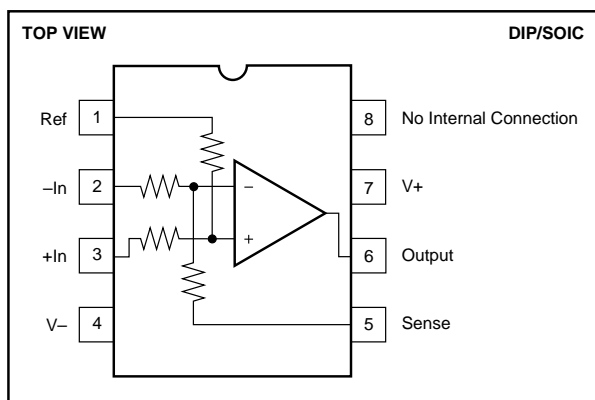 TOP VIEW
DIP/SOIC
Ref 1
8 No Internal Connection
–In 2
–
7 V+
+In 3
+
6 Output
V– 4
5 Sense